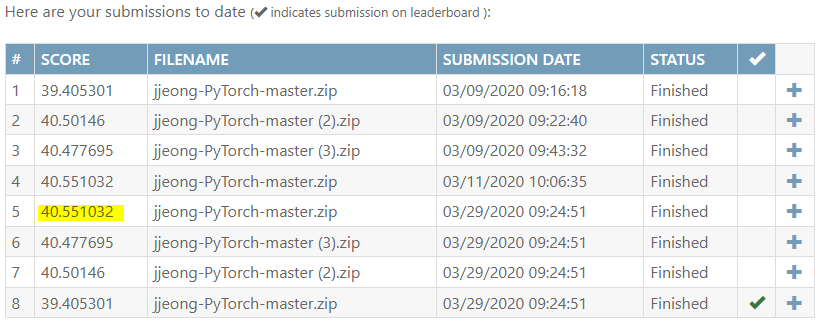 Here are your submissions to date (✔ indicates submission on leaderboard ):
# SCORE FILENAME SUBMISSION DATE STATUS ✔
1 39.405301 jjeong-PyTorch-master.zip 03/09/2020 09:16:18 Finished +
2 40.50146 jjeong-PyTorch-master (2).zip 03/09/2020 09:22:40 Finished +
3 40.477695 jjeong-PyTorch-master (3).zip 03/09/2020 09:43:32 Finished +
4 40.551032 jjeong-PyTorch-master.zip 03/11/2020 10:06:35 Finished +
5 40.551032 jjeong-PyTorch-master.zip 03/29/2020 09:24:51 Finished +
6 40.477695 jjeong-PyTorch-master (3).zip 03/29/2020 09:24:51 Finished +
7 40.50146 jjeong-PyTorch-master (2).zip 03/29/2020 09:24:51 Finished +
8 39.405301 jjeong-PyTorch-master.zip 03/29/2020 09:24:51 Finished ✔ +